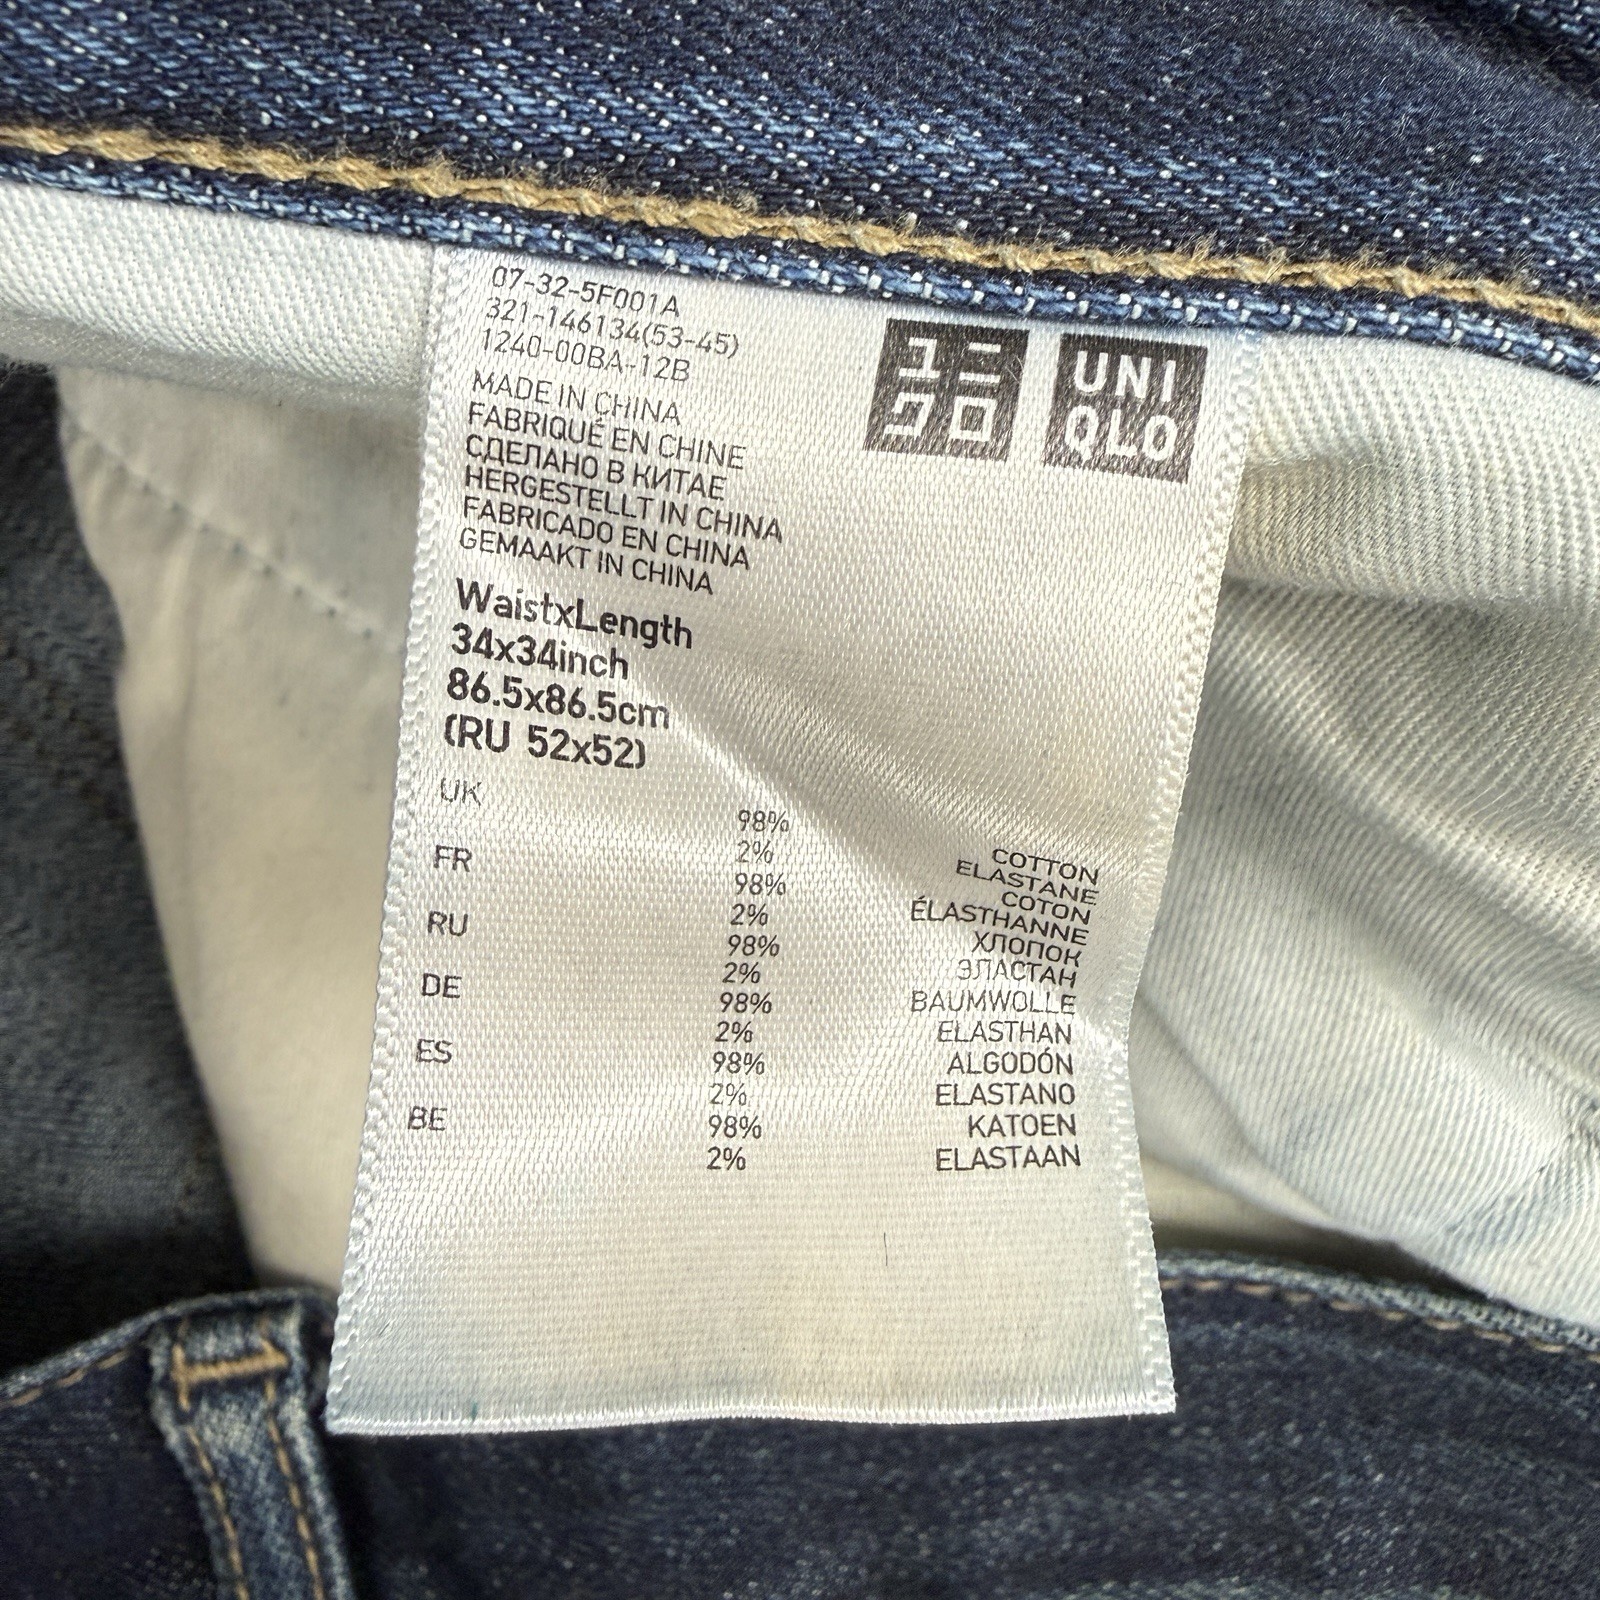 07-32-5F001A
321-146134(53-45)
1240-00BA-12B
ユニ
クロ
UNI
QLO
MADE IN CHINA
FABRIQUÉ EN CHINE
СДЕЛАНО В КИТАЕ
HERGESTELLT IN CHINA
FABRICADO EN CHINA
GEMAAKT IN CHINA
WaistxLength
34x34inch
86.5x86.5cm
(RU 52x52)
UK
98% COTTON
2% ELASTANE
FR
98% COTON
2% ÉLASTHANNE
RU
98% ХЛОПОК
2% ЭЛАСТАН
DE
98% BAUMWOLLE
2% ELASTHAN
ES
98% ALGODÓN
2% ELASTANO
BE
98% KATOEN
2% ELASTAAN